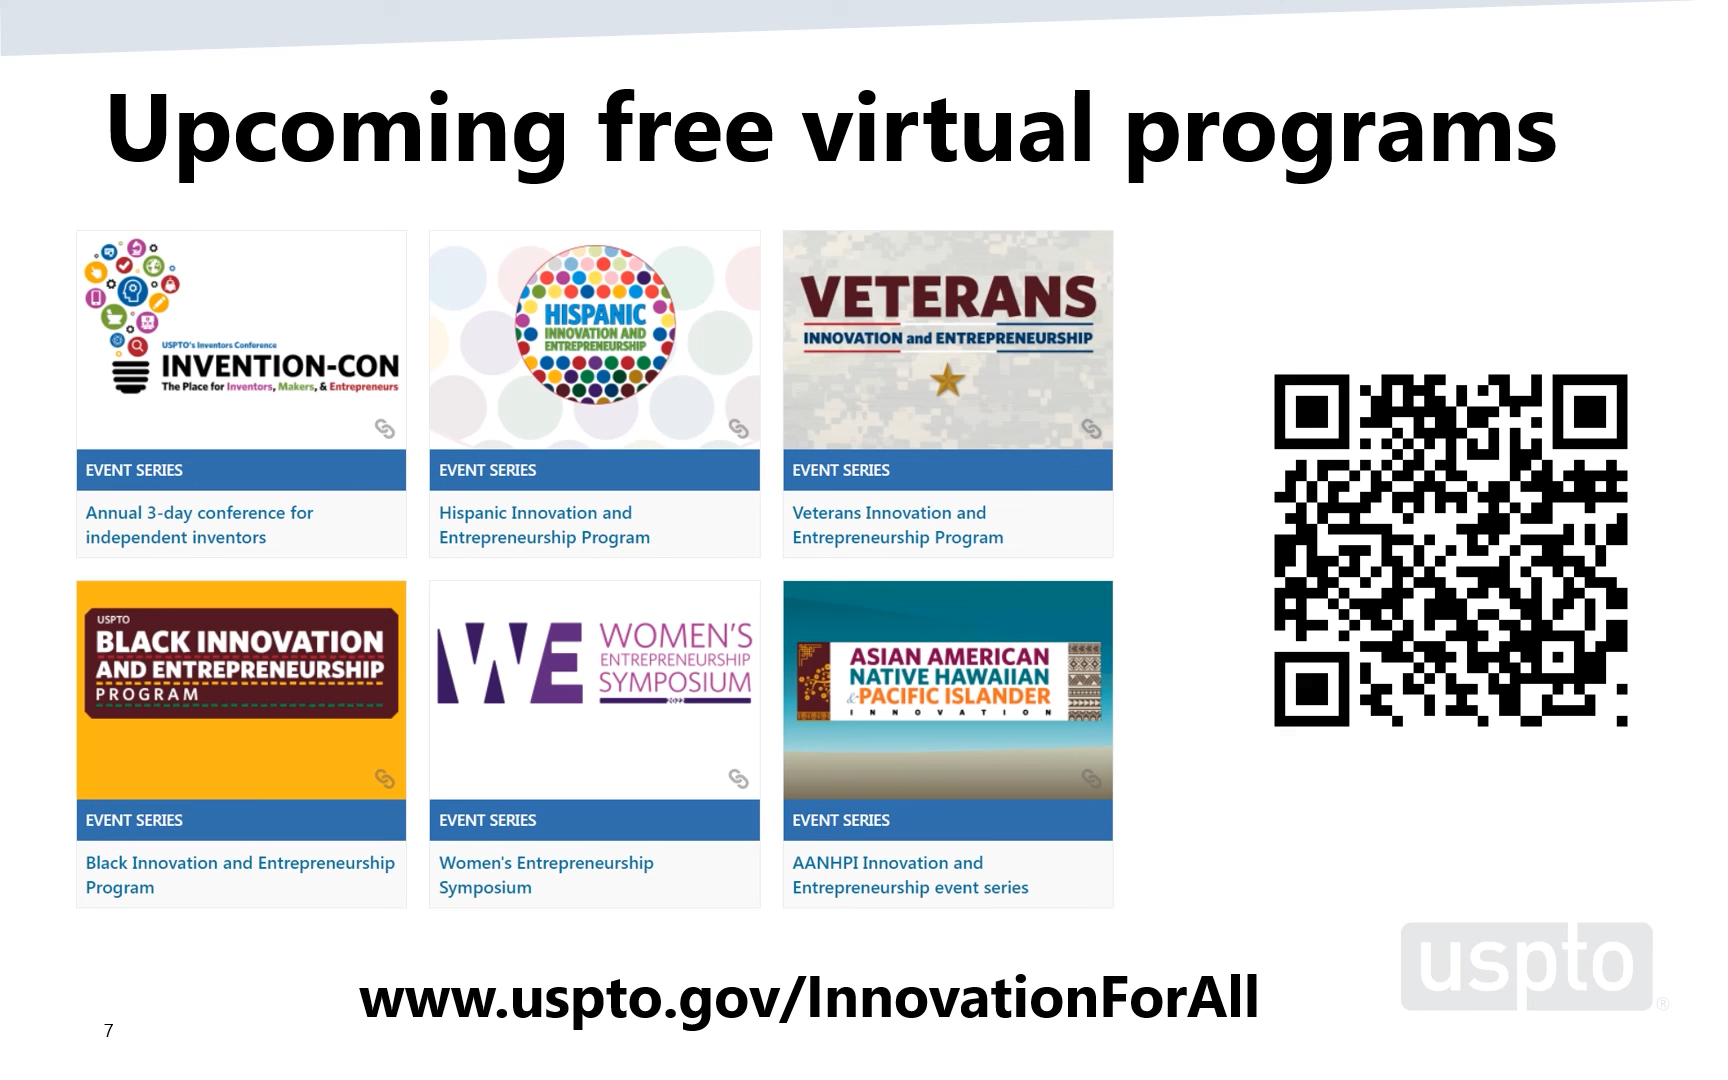 Upcoming free virtual programs
USPTO's Inventors Conference
INVENTION-CON
The Place for Inventors, Makers, & Entrepreneurs
EVENT SERIES
Annual 3-day conference for
independent inventors
HISPANIC
INNOVATION AND
ENTREPRENEURSHIP
EVENT SERIES
Hispanic Innovation and
Entrepreneurship Program
VETERANS
INNOVATION and ENTREPRENEURSHIP
EVENT SERIES
Veterans Innovation and
Entrepreneurship Program
USPTO
BLACK INNOVATION
AND ENTREPRENEURSHIP
PROGRAM
EVENT SERIES
Black Innovation and Entrepreneurship
Program
WE
WOMEN'S
ENTREPRENEURSHIP
SYMPOSIUM
EVENT SERIES
Women's Entrepreneurship
Symposium
ASIAN AMERICAN
NATIVE HAWAIIAN
& PACIFIC ISLANDER
INNOVATION
EVENT SERIES
AANHPI Innovation and
Entrepreneurship event series
www.uspto.gov/InnovationForAll
uspto®
7